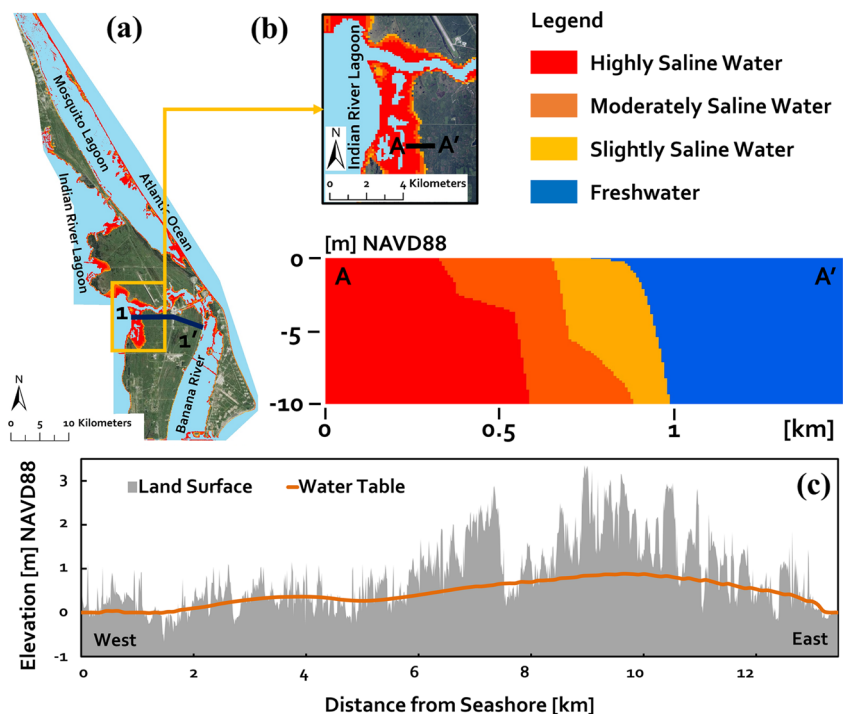 (a)
Mosquito Lagoon
Atlantic Ocean
Indian River Lagoon
1
1'
Banana River
N
0 5 10 Kilometers
(b)
Indian River Lagoon
A A'
N
0 2 4
Kilometers
Legend
Highly Saline Water
Moderately Saline Water
Slightly Saline Water
Freshwater
[m] NAVD88
0
-5
-10
A A'
0 0.5 1 [km]
(c)
Land Surface Water Table
Elevation [m] NAVD88
3
2
1
0
-1
West East
0 2 4 6 8 10 12
Distance from Seashore [km]